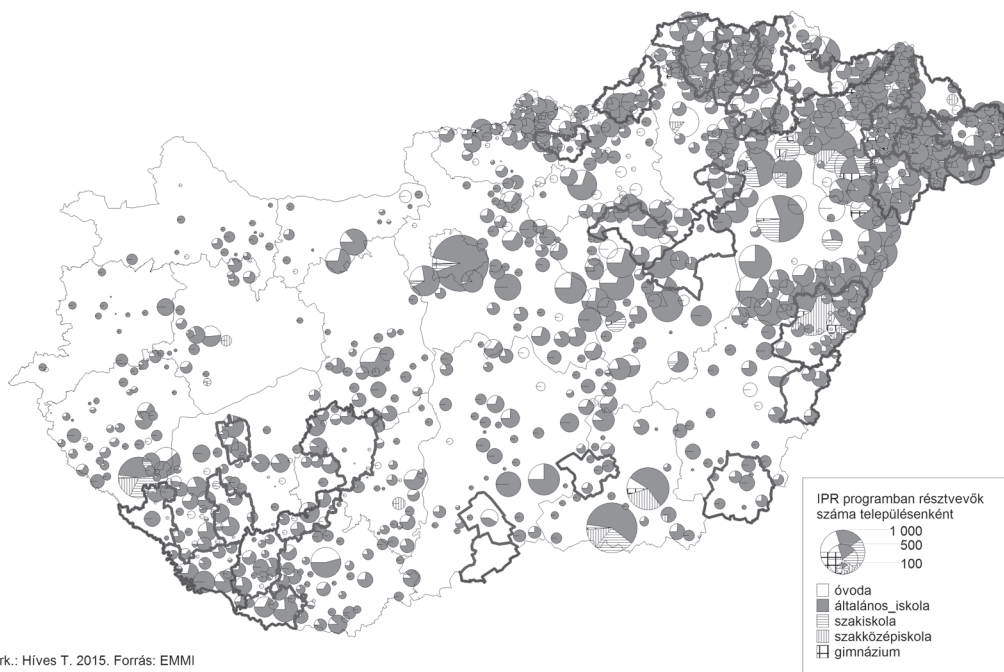 IPR programban résztvevők
száma településenként
1 000
500
100
óvoda
általános_iskola
szakiskola
szakközépiskola
gimnázium
rk.: Híves T. 2015. Forrás: EMMI